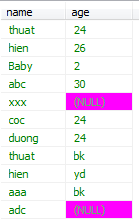 name age
thuat 24
hien 26
Baby 2
abc 30
xxx (NULL)
coc 24
duong 24
thuat bk
hien yd
aaa bk
adc (NULL)